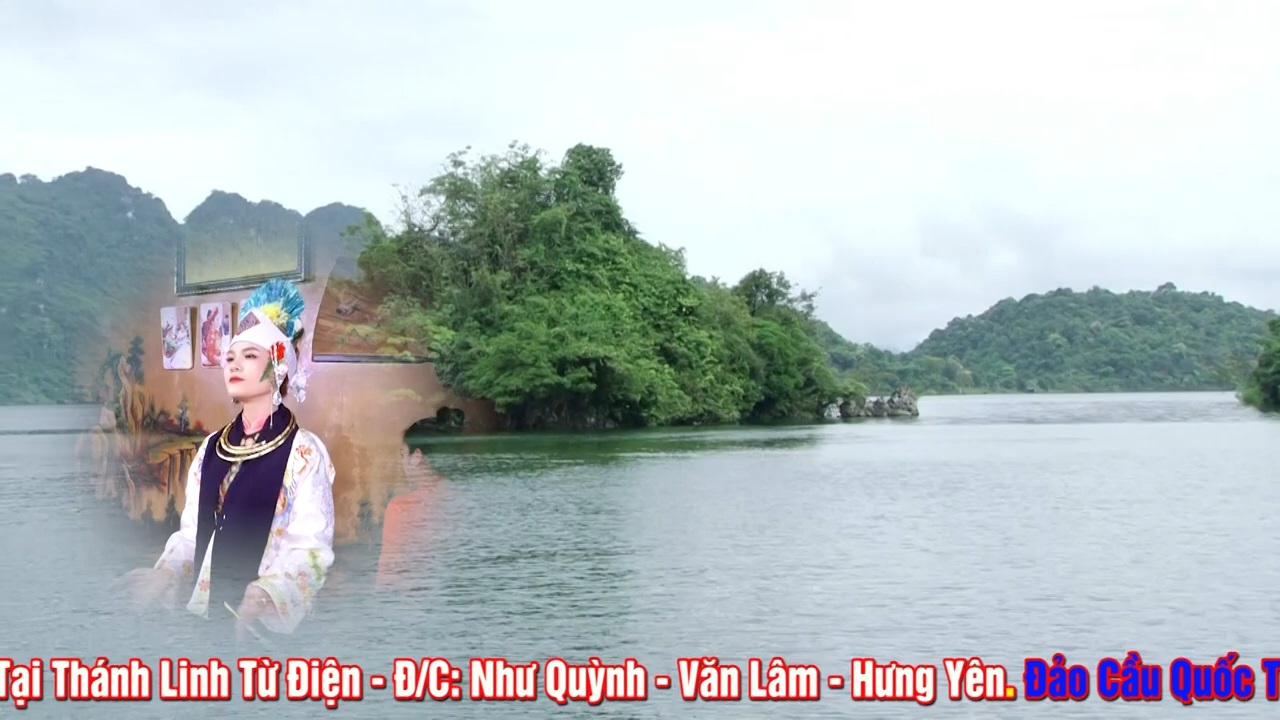 Tại Thánh Linh Từ Điện - Đ/C: Như Quỳnh - Văn Lâm - Hưng Yên. Đảo Cầu Quốc T